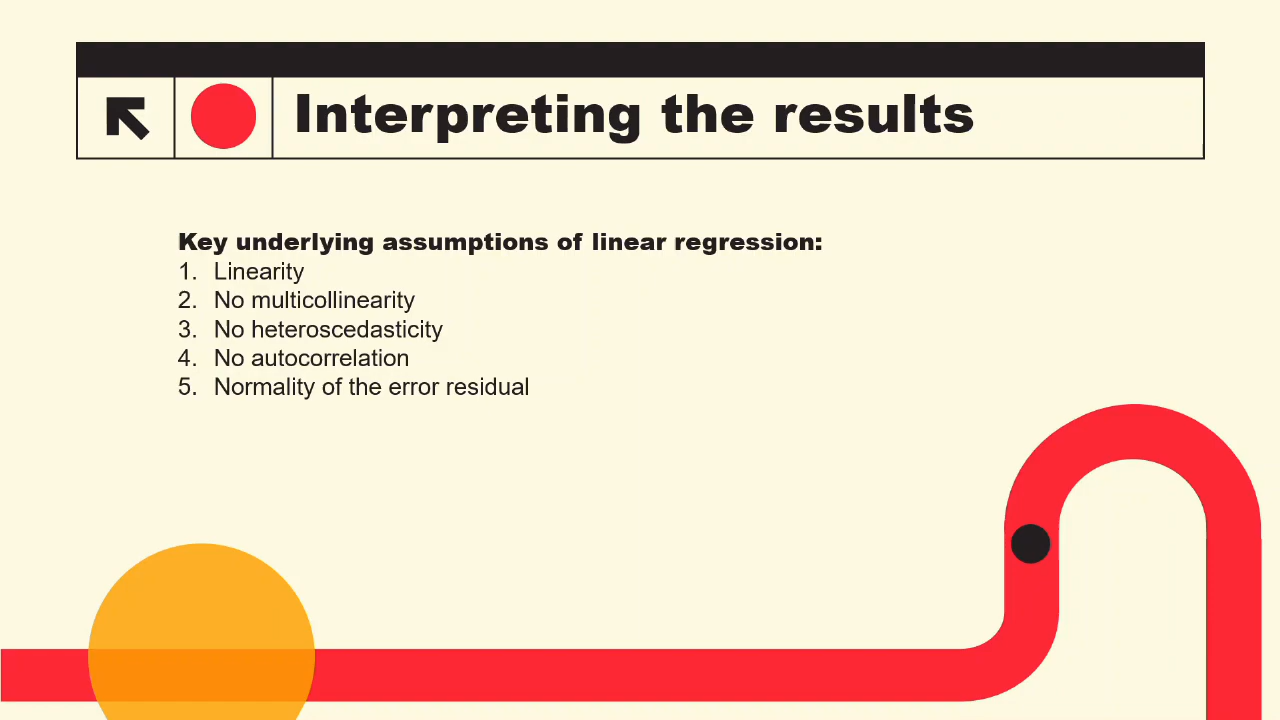 Interpreting the results
Key underlying assumptions of linear regression:
1. Linearity
2. No multicollinearity
3. No heteroscedasticity
4. No autocorrelation
5. Normality of the error residual